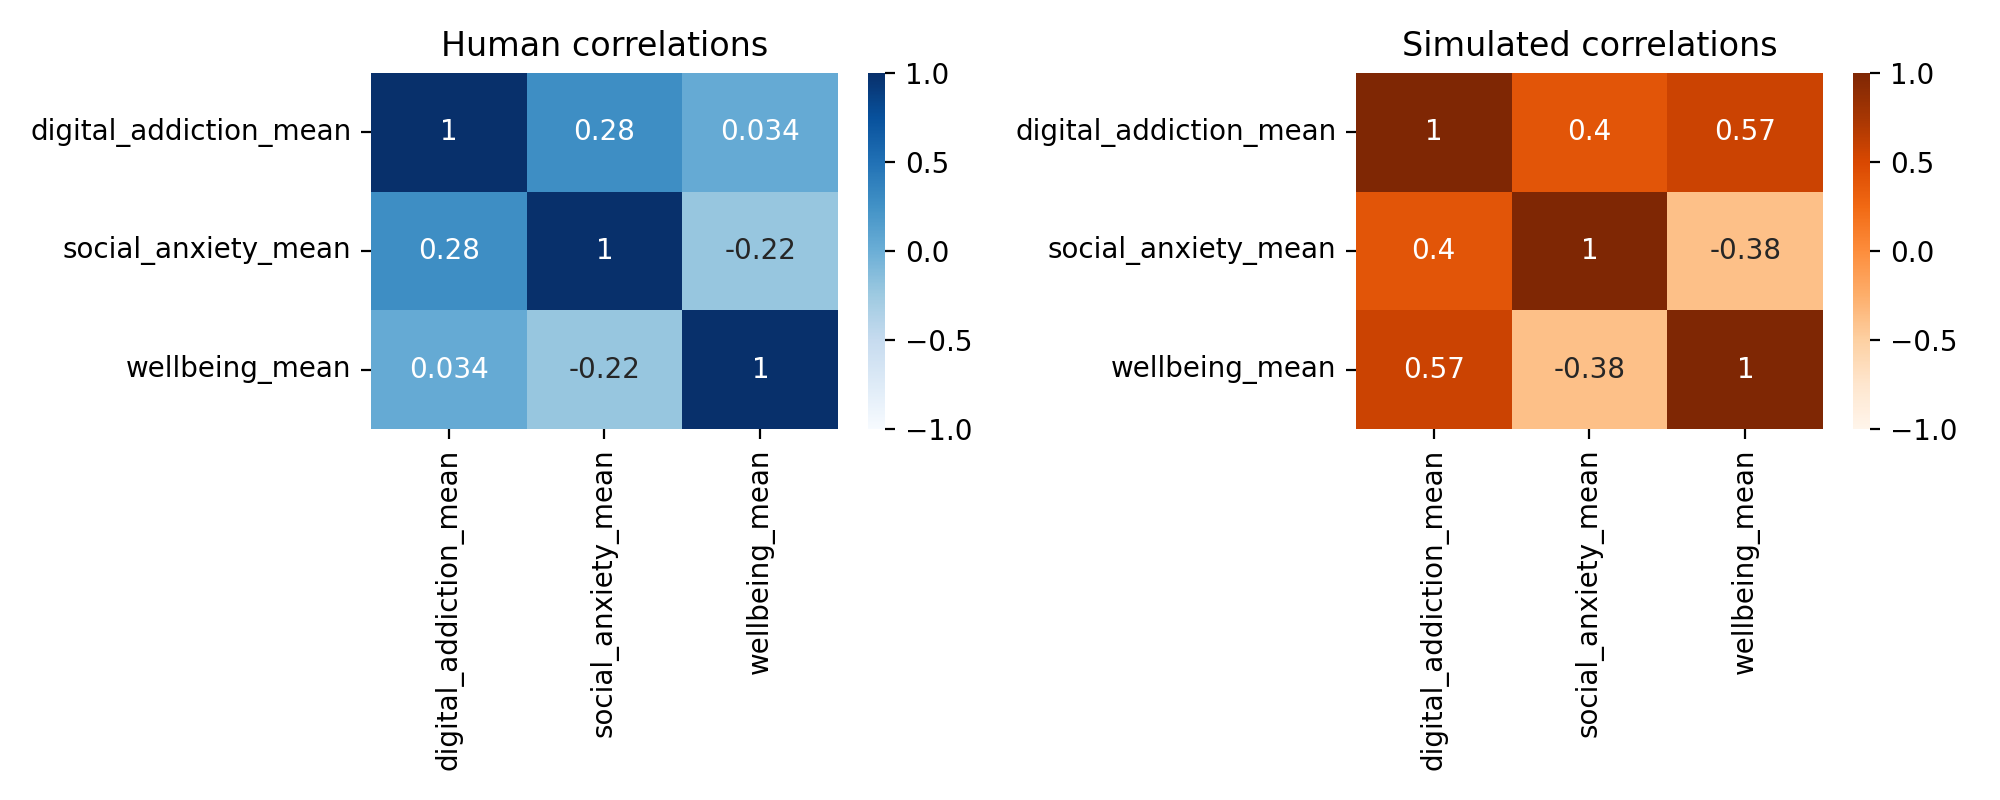 Human correlations
digital_addiction_mean
social_anxiety_mean
wellbeing_mean
1 0.28 0.034
0.28 1 -0.22
0.034 -0.22 1
digital_addiction_mean
social_anxiety_mean
wellbeing_mean
1.0
0.5
0.0
−0.5
−1.0
Simulated correlations
digital_addiction_mean
social_anxiety_mean
wellbeing_mean
1 0.4 0.57
0.4 1 -0.38
0.57 -0.38 1
digital_addiction_mean
social_anxiety_mean
wellbeing_mean
1.0
0.5
0.0
−0.5
−1.0